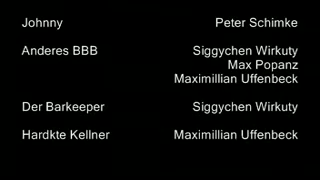 Johnny Peter Schimke
Anderes BBB Siggychen Wirkuty
Max Popanz
Maximillian Uffenbeck
Der Barkeeper Siggychen Wirkuty
Hardkte Kellner Maximillian Uffenbeck